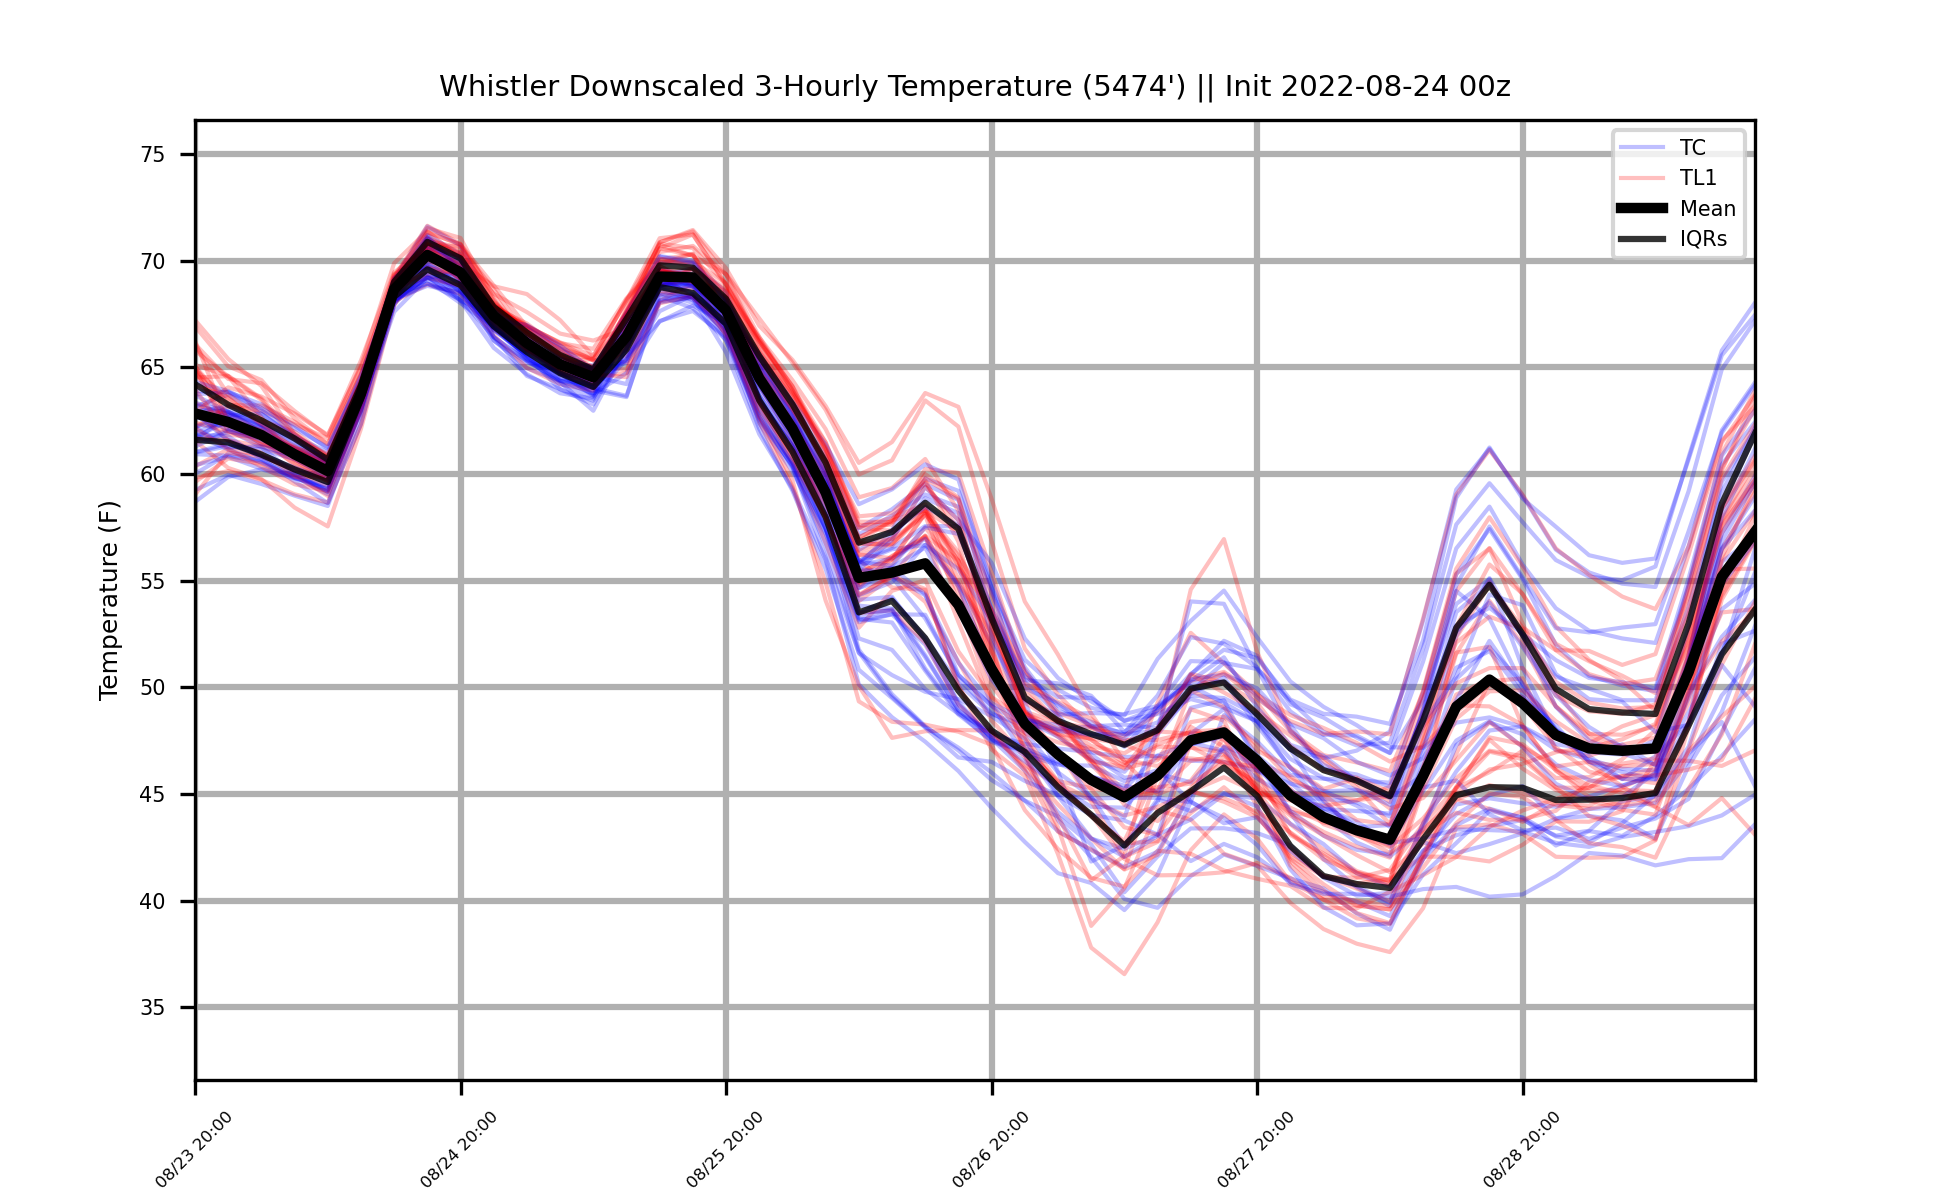 Whistler Downscaled 3-Hourly Temperature (5474') || Init 2022-08-24 00z
TC
TL1
Mean
IQRs
Temperature (F)
75
70
65
60
55
50
45
40
35
08/23 20:00
08/24 20:00
08/25 20:00
08/26 20:00
08/27 20:00
08/28 20:00